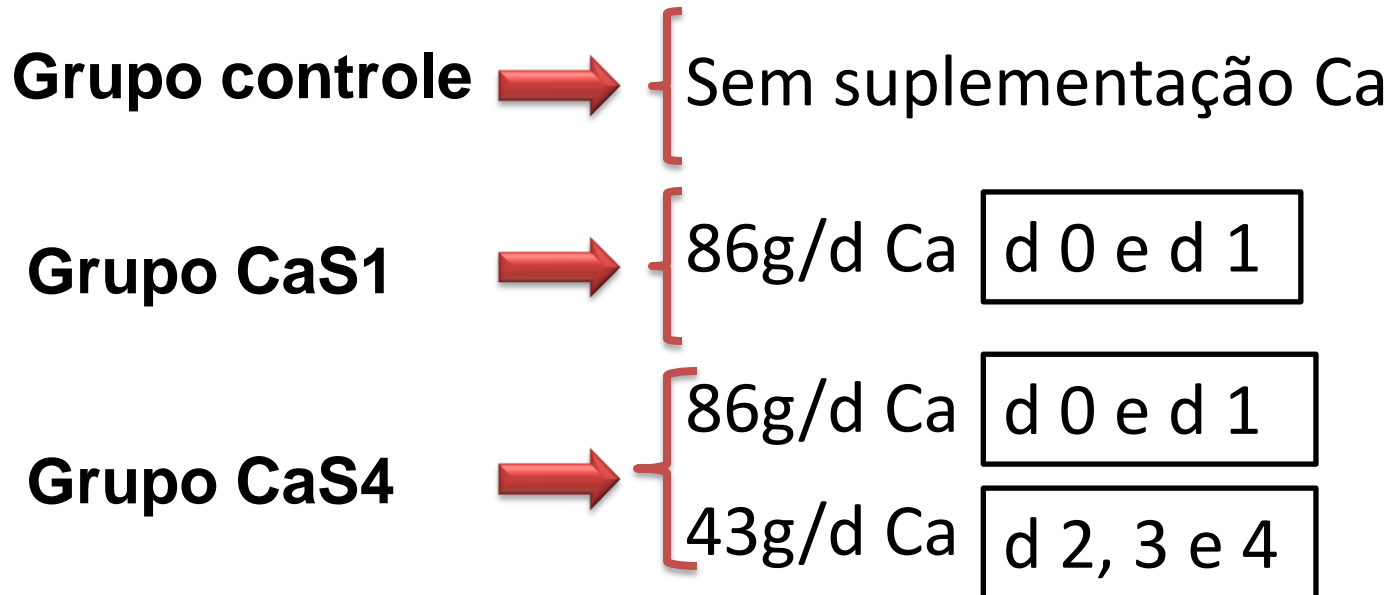 Grupo controle Sem suplementação Ca
Grupo CaS1 86g/d Ca d 0 e d 1
Grupo CaS4 86g/d Ca d 0 e d 1
43g/d Ca d 2, 3 e 4